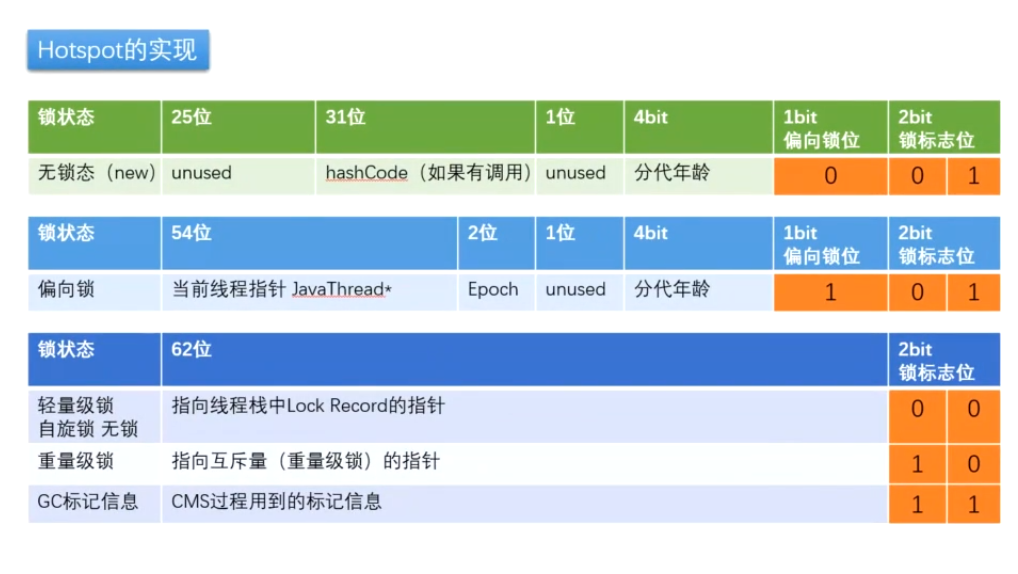 Hotspot的实现
锁状态 25位 31位 1位 4bit 1bit 2bit
偏向锁位 锁标志位
无锁态（new） unused hashCode（如果有调用） unused 分代年龄 0 0 1
锁状态 54位 2位 1位 4bit 1bit 2bit
偏向锁位 锁标志位
偏向锁 当前线程指针 JavaThread* Epoch unused 分代年龄 1 0 1
锁状态 62位 2bit
锁标志位
轻量级锁 指向线程栈中Lock Record的指针 0 0
自旋锁 无锁
重量级锁 指向互斥量（重量级锁）的指针 1 0
GC标记信息 CMS过程用到的标记信息 1 1